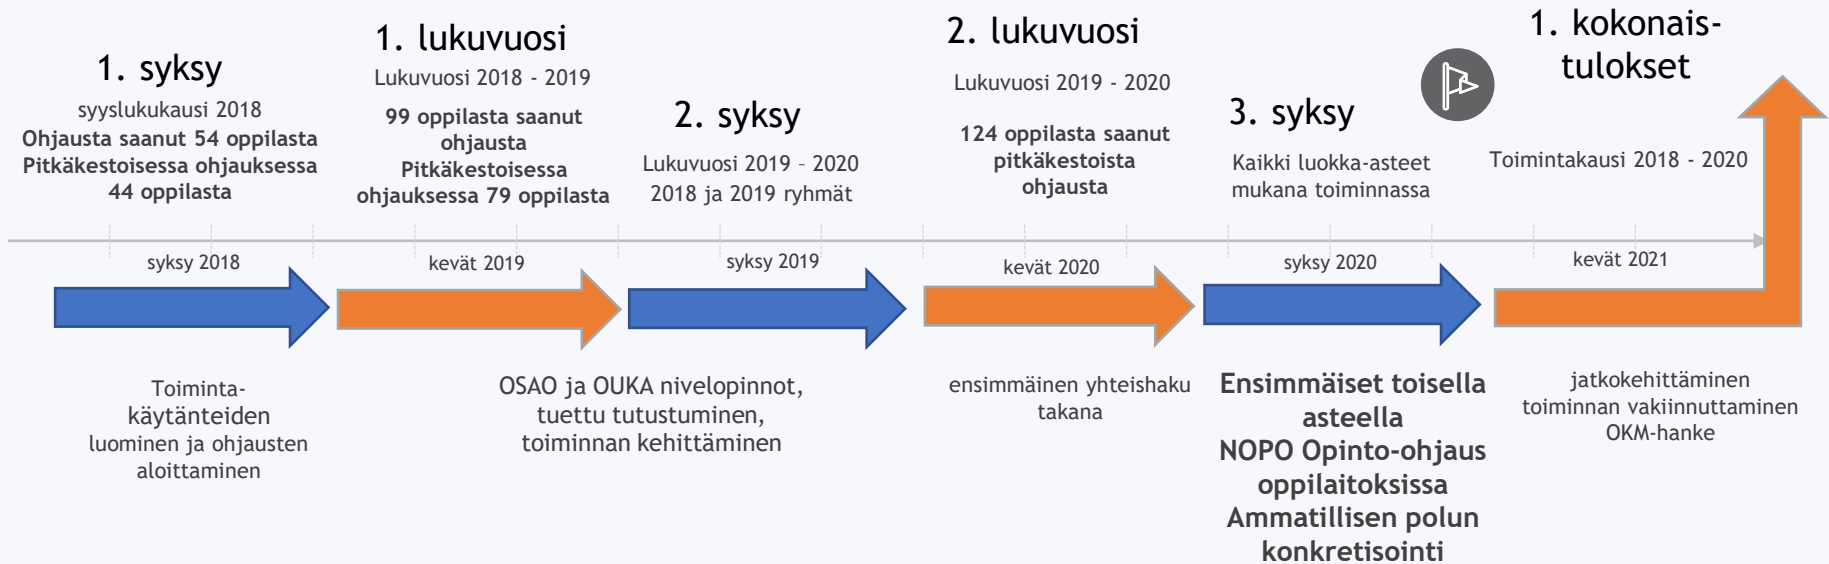 1. syksy
syyslukukausi 2018
Ohjausta saanut 54 oppilasta
Pitkäkestoisessa ohjauksessa
44 oppilasta
1. lukuvuosi
Lukuvuosi 2018 - 2019
99 oppilasta saanut
ohjausta
Pitkäkestoisessa
ohjauksessa 79 oppilasta
2. syksy
Lukuvuosi 2019 – 2020
2018 ja 2019 ryhmät
2. lukuvuosi
Lukuvuosi 2019 - 2020
124 oppilasta saanut
pitkäkestoista
ohjausta
3. syksy
Kaikki luokka-asteet
mukana toiminnassa
1. kokonais-
tulokset
Toimintakausi 2018 - 2020
syksy 2018
kevät 2019
syksy 2019
kevät 2020
syksy 2020
kevät 2021
Toiminta-
käytänteiden
luominen ja ohjausten
aloittaminen
OSAO ja OUKA nivelopinnot,
tuettu tutustuminen,
toiminnan kehittäminen
ensimmäinen yhteishaku
takana
Ensimmäiset toisella
asteella
NOPO Opinto-ohjaus
oppilaitoksissa
Ammatillisen polun
konkretisointi
jatkokehittäminen
toiminnan vakiinnuttaminen
OKM-hanke